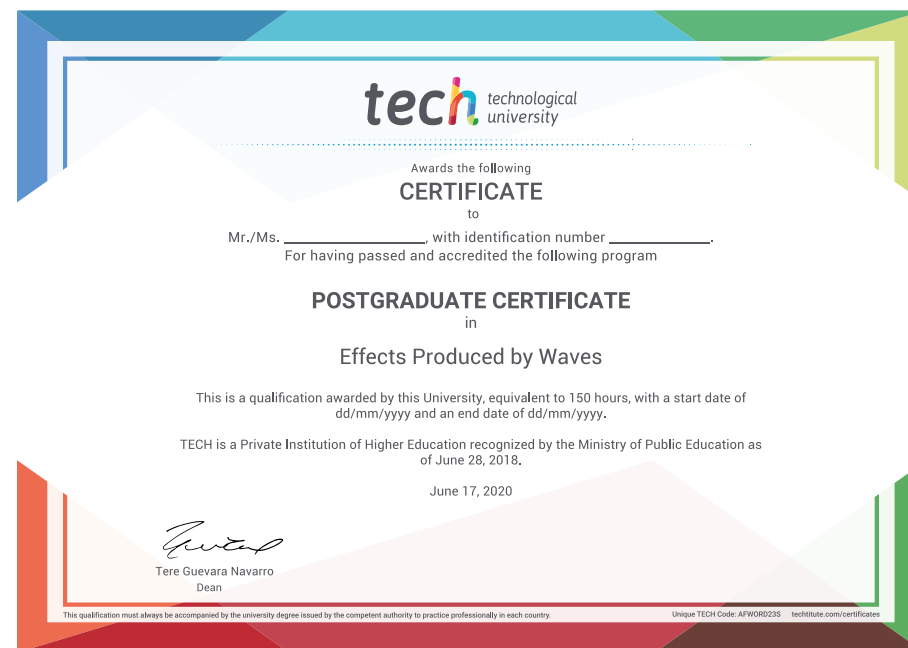 tech technological
university
Awards the following
CERTIFICATE
to
Mr./Ms. ____________________, with identification number ______________.
For having passed and accredited the following program
POSTGRADUATE CERTIFICATE
in
Effects Produced by Waves
This is a qualification awarded by this University, equivalent to 150 hours, with a start date of
dd/mm/yyyy and an end date of dd/mm/yyyy.
TECH is a Private Institution of Higher Education recognized by the Ministry of Public Education as
of June 28, 2018.
June 17, 2020
Tere Guevara Navarro
Dean
This qualification must always be accompanied by the university degree issued by the competent authority to practice professionally in each country. Unique TECH Code: AFWORD23S techtitute.com/certificates